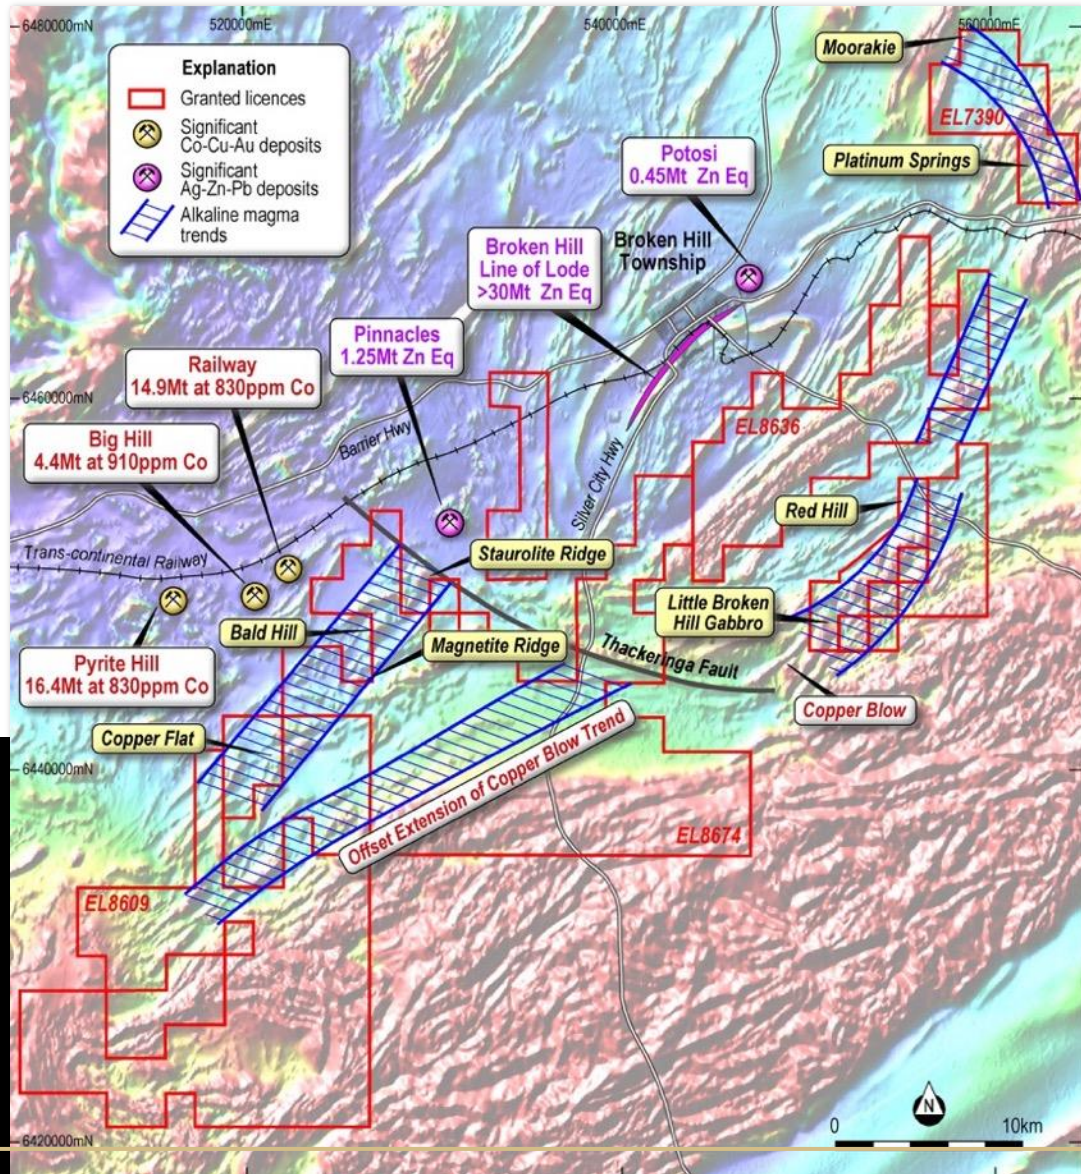 6480000mN
520000mE
540000mE
560000mE
Explanation
Granted licences
Significant
Co-Cu-Au deposits
Significant
Ag-Zn-Pb deposits
Alkaline magma
trends
Moorakie
EL7390
Platinum Springs
Potosi
0.45Mt Zn Eq
Broken Hill
Line of Lode
>30Mt Zn Eq
Broken Hill
Township
Pinnacles
1.25Mt Zn Eq
Railway
14.9Mt at 830ppm Co
6460000mN
Big Hill
4.4Mt at 910ppm Co
Barrier Hwy
EL8636
Silver City Hwy
Red Hill
Trans-continental Railway
Staurolite Ridge
Little Broken
Hill Gabbro
Bald Hill
Magnetite Ridge
Thackeringa Fault
Pyrite Hill
16.4Mt at 830ppm Co
Copper Blow
Copper Flat
6440000mN
Offset Extension of Copper Blow Trend
EL8674
EL8609
N
0
10km
6420000mN